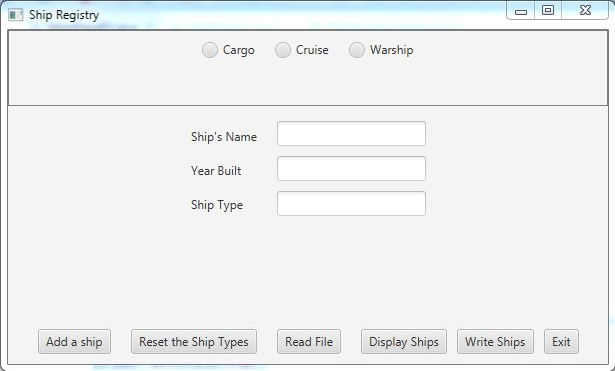 Ship Registry
Cargo Cruise Warship
Ship's Name
Year Built
Ship Type
Add a ship Reset the Ship Types Read File Display Ships Write Ships Exit